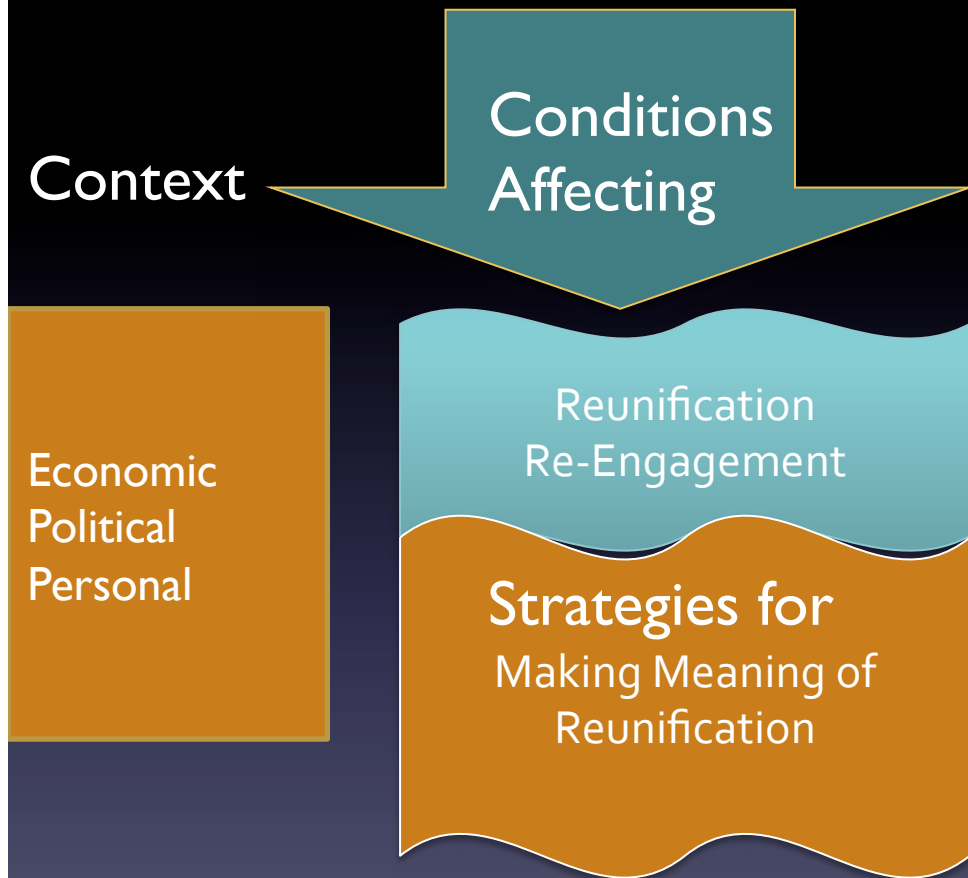 Context
Conditions
Affecting
Economic
Political
Personal
Reunification
Re-Engagement
Strategies for
Making Meaning of
Reunification